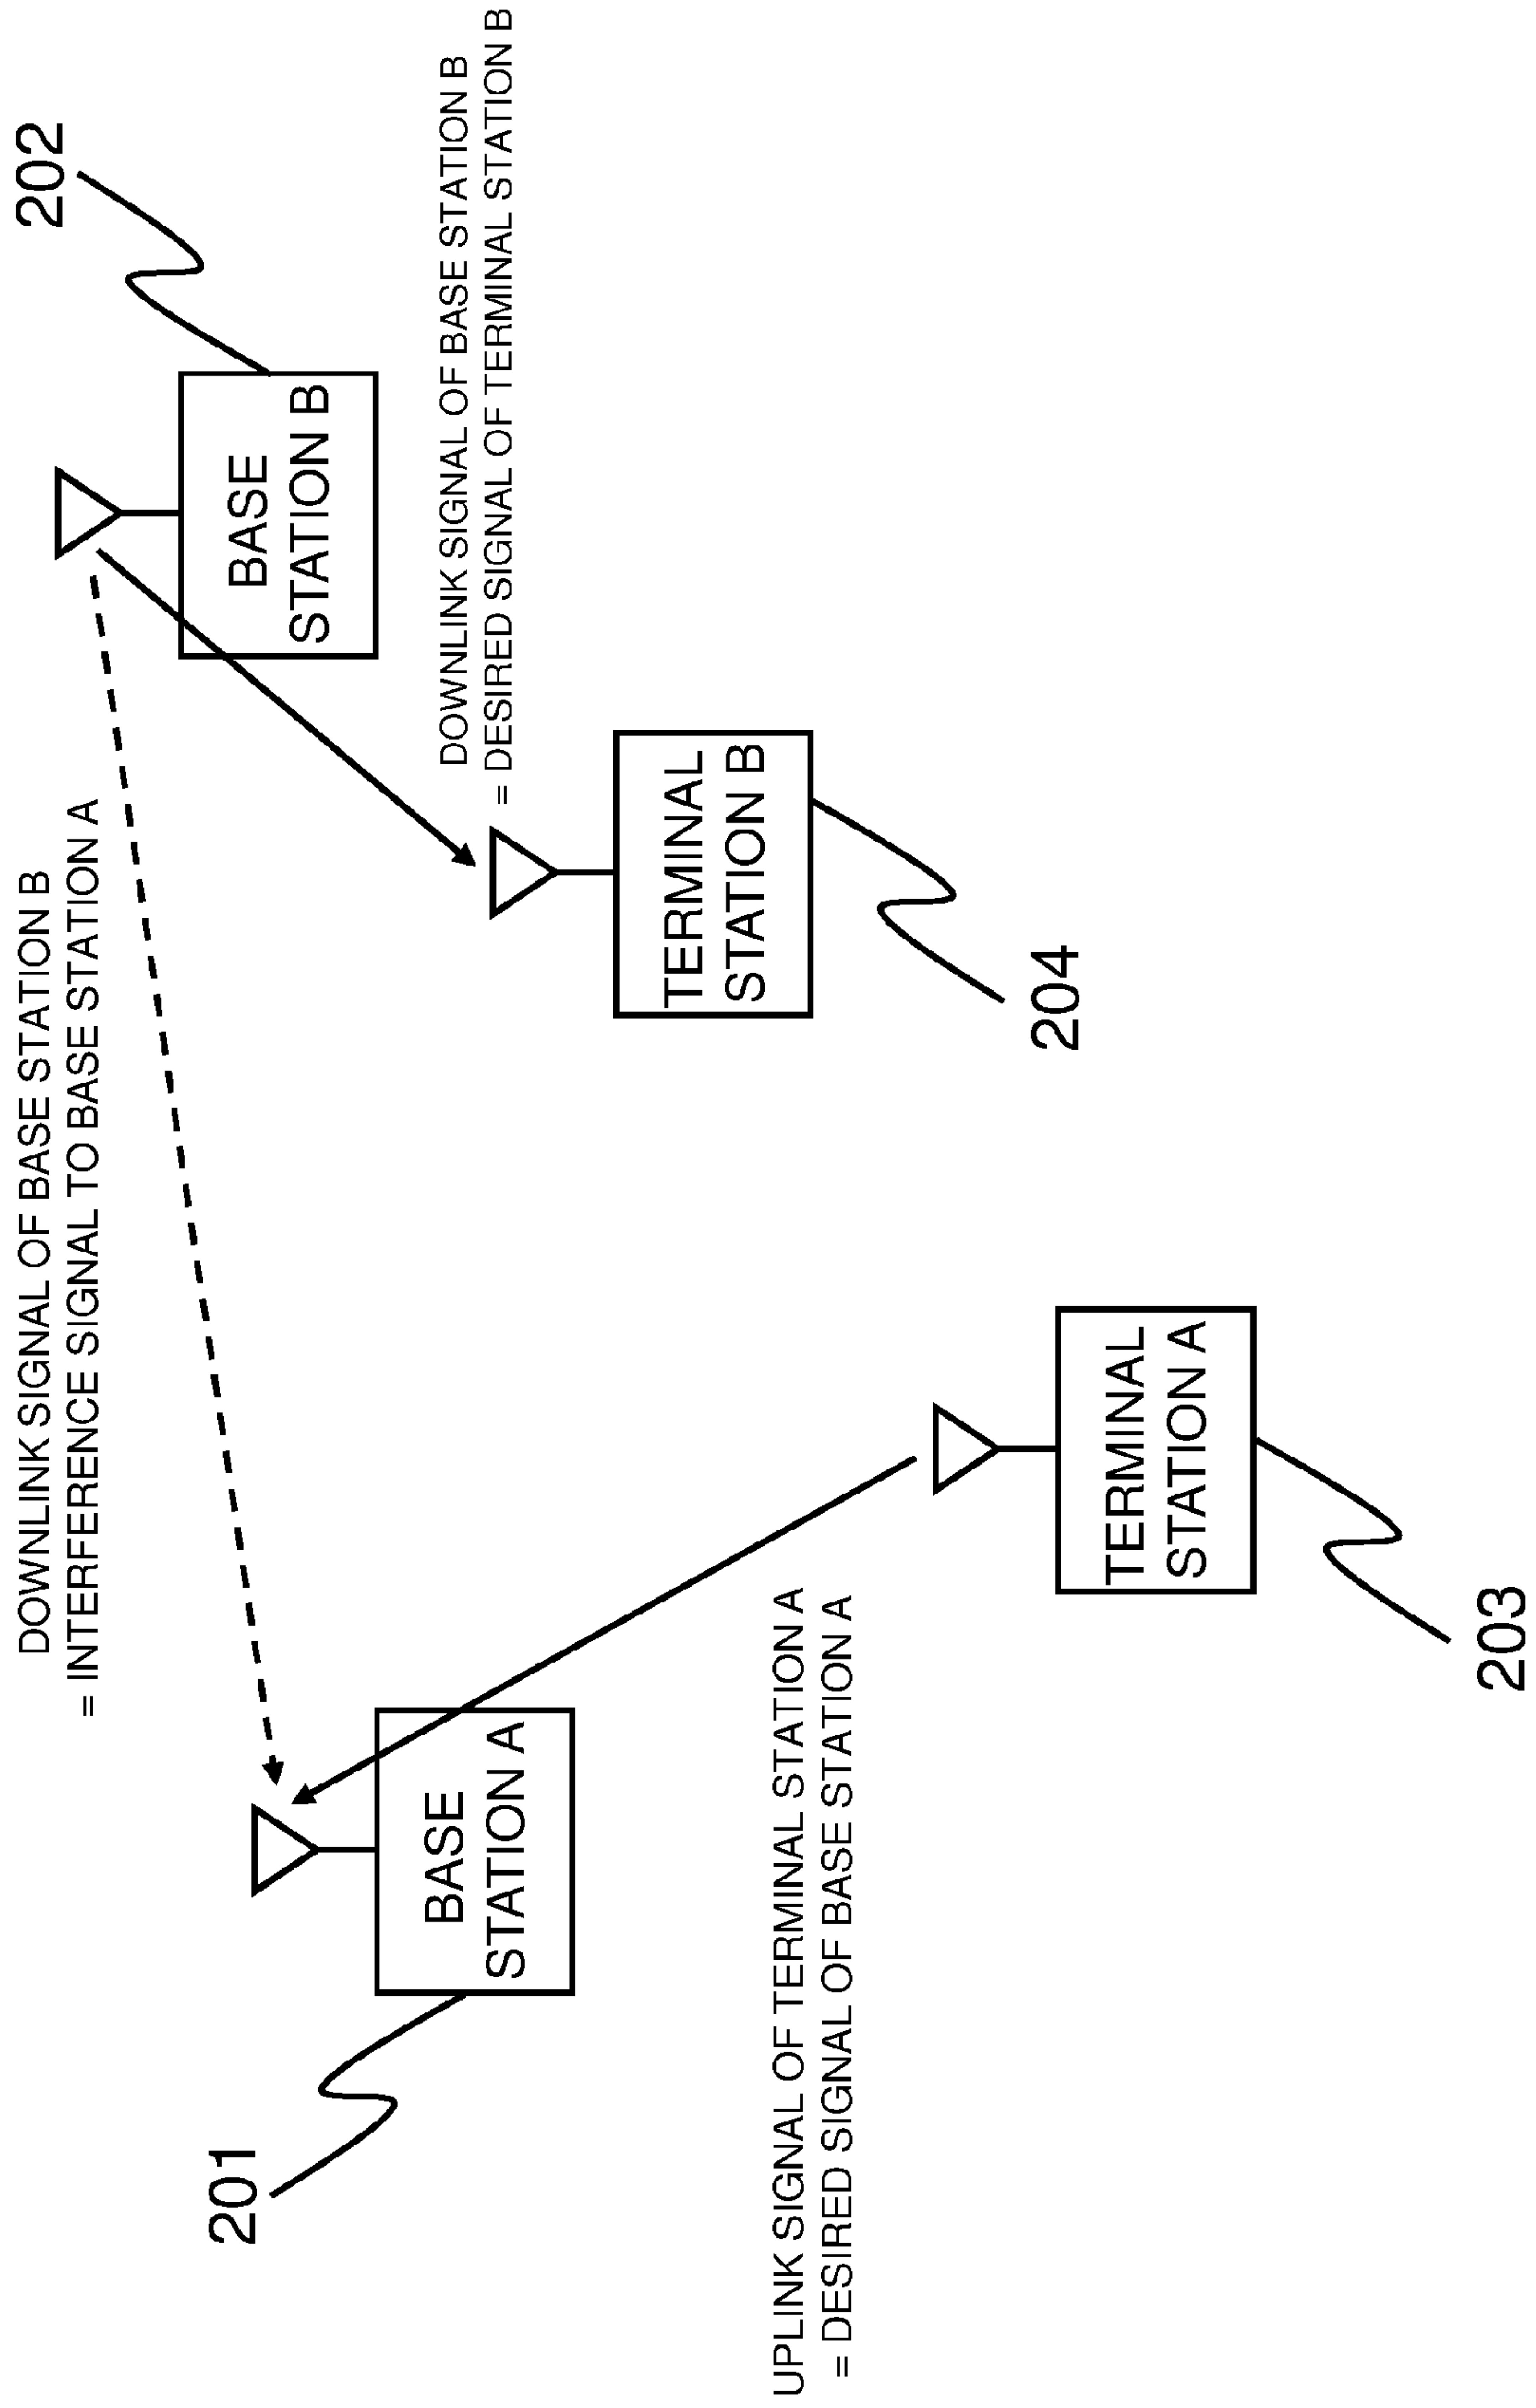 DOWNLINK SIGNAL OF BASE STATION B
= INTERFERENCE SIGNAL TO BASE STATION A
202
201
BASE
STATION B
BASE
STATION A
DOWNLINK SIGNAL OF BASE STATION B
= DESIRED SIGNAL OF TERMINAL STATION B
TERMINAL
STATION B
UPLINK SIGNAL OF TERMINAL STATION A
= DESIRED SIGNAL OF BASE STATION A
204
TERMINAL
STATION A
203